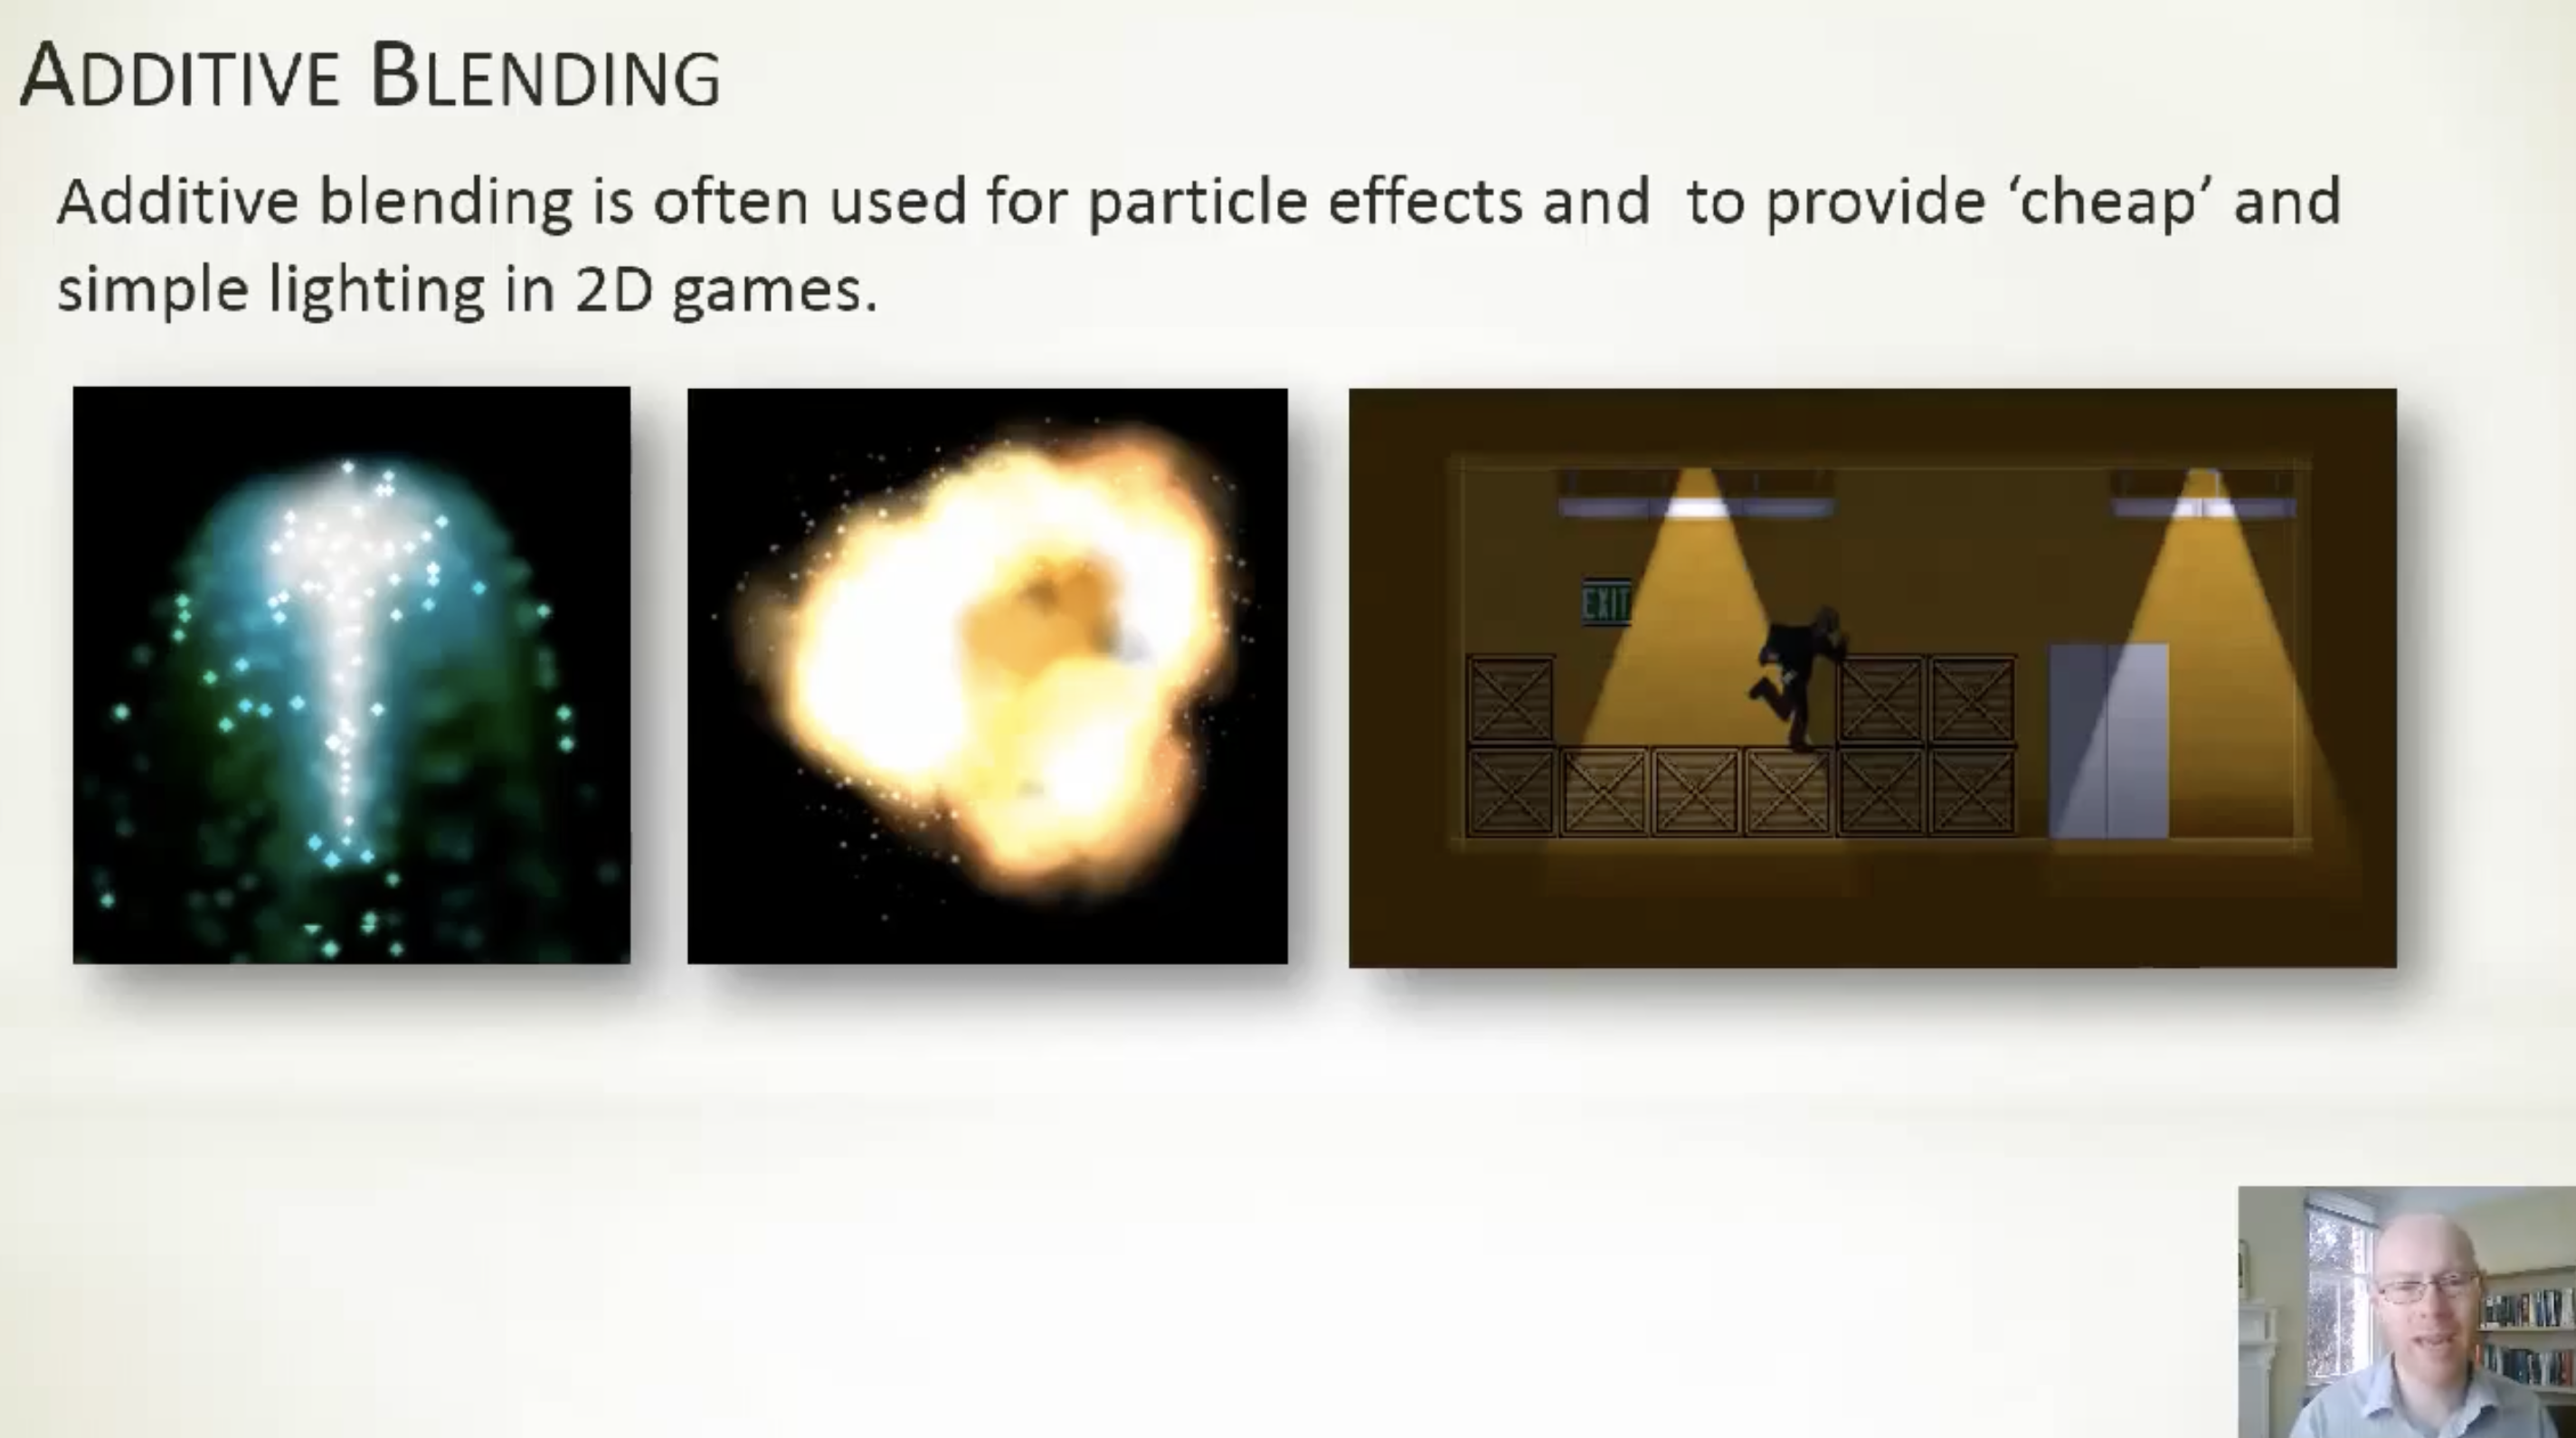 ADDITIVE BLENDING
Additive blending is often used for particle effects and to provide ‘cheap’ and
simple lighting in 2D games.
EXIT